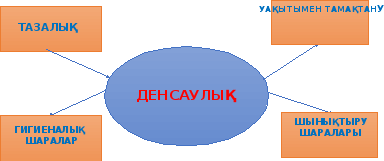 ТАЗАЛЫҚ
УАҚЫТЫМЕН ТАМАҚТАНУ
ДЕНСАУЛЫҚ
ГИГИЕНАЛЫҚ
ШАРАЛАР
ШЫНЫҚТЫРУ
ШАРАЛАРЫ